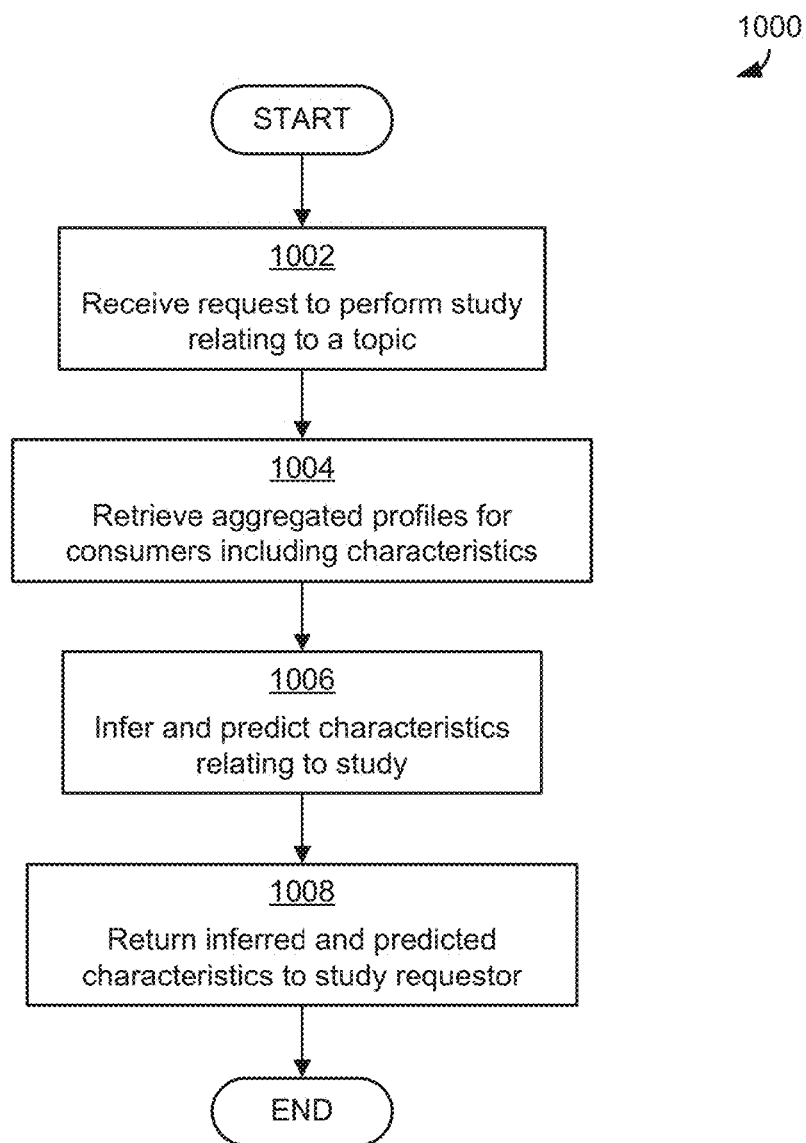 1000
START
1002
Receive request to perform study
relating to a topic
1004
Retrieve aggregated profiles for
consumers including characteristics
1006
Infer and predict characteristics
relating to study
1008
Return inferred and predicted
characteristics to study requestor
END